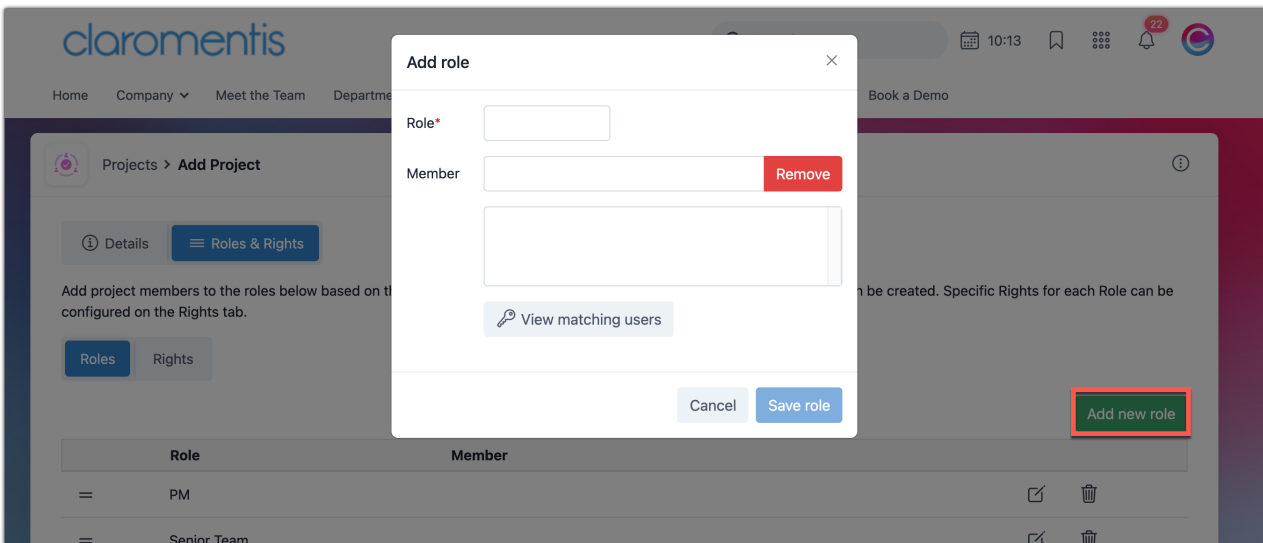 claromentis
10:13
22
Home Company Meet the Team Departme Book a Demo
Add role
Role*
Member
Remove
View matching users
Cancel Save role
Projects > Add Project
Details Roles & Rights
Add project members to the roles below based on t n be created. Specific Rights for each Role can be
configured on the Rights tab.
Roles Rights
Add new role
Role Member
PM
Senior Team